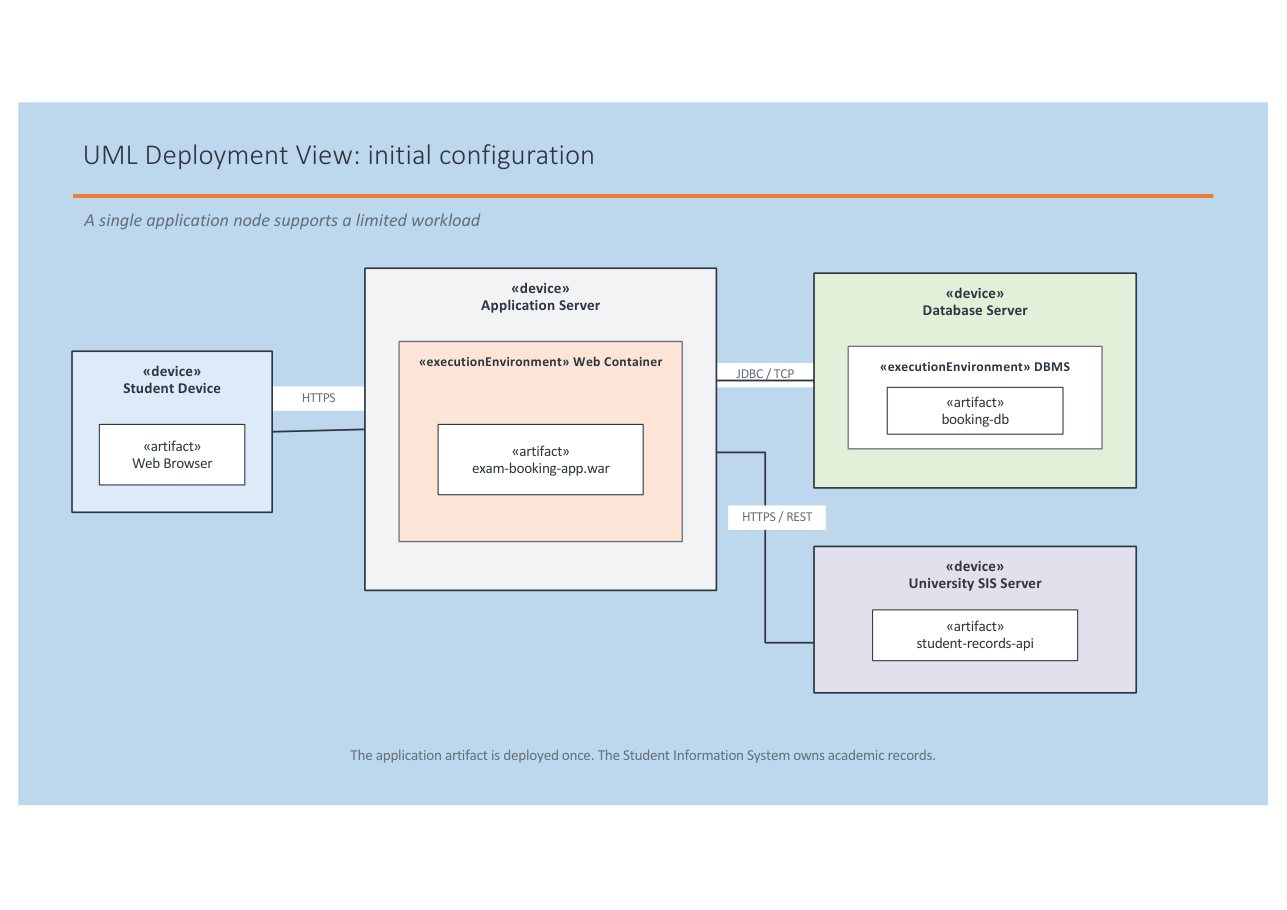 UML Deployment View: initial configuration
A single application node supports a limited workload
«device»
Student Device
«artifact»
Web Browser
HTTPS
«device»
Application Server
«executionEnvironment» Web Container
«artifact»
exam-booking-app.war
JDBC / TCP
HTTPS / REST
«device»
Database Server
«executionEnvironment» DBMS
«artifact»
booking-db
«device»
University SIS Server
«artifact»
student-records-api
The application artifact is deployed once. The Student Information System owns academic records.